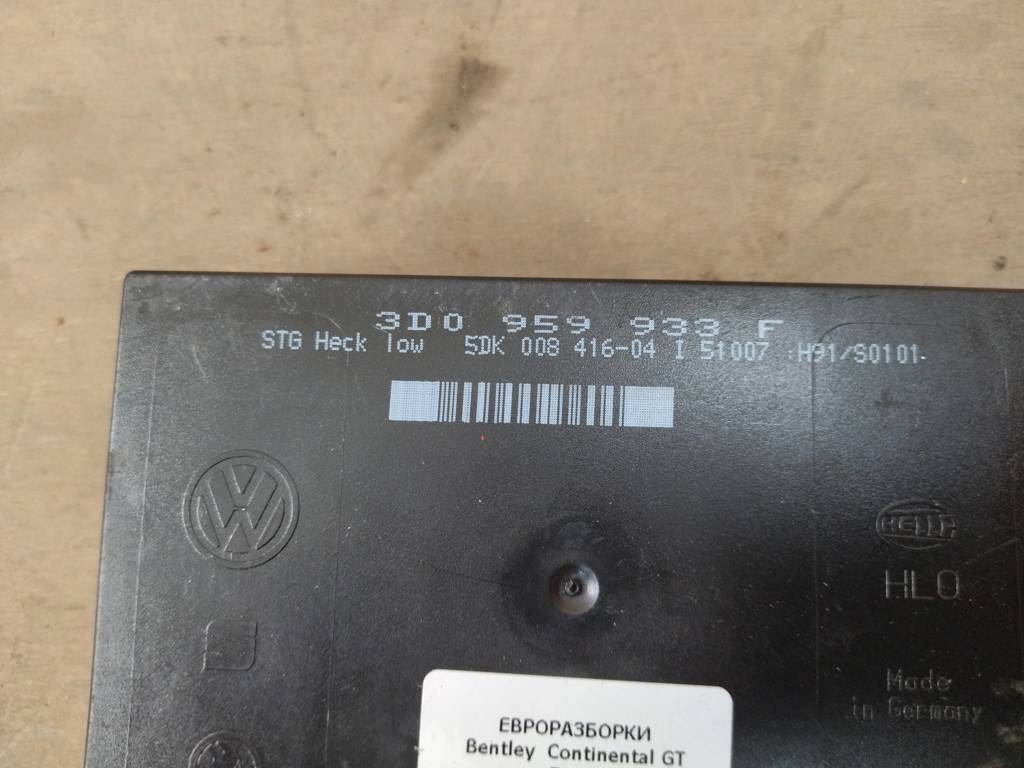 3D0 959 933 F
STG Heck low 5DK 008 416-04 I 51007 H91/S0101
HELLA
HLO
Made
in Germany
ЕВРОРАЗБОРКИ
Bentley Continental GT